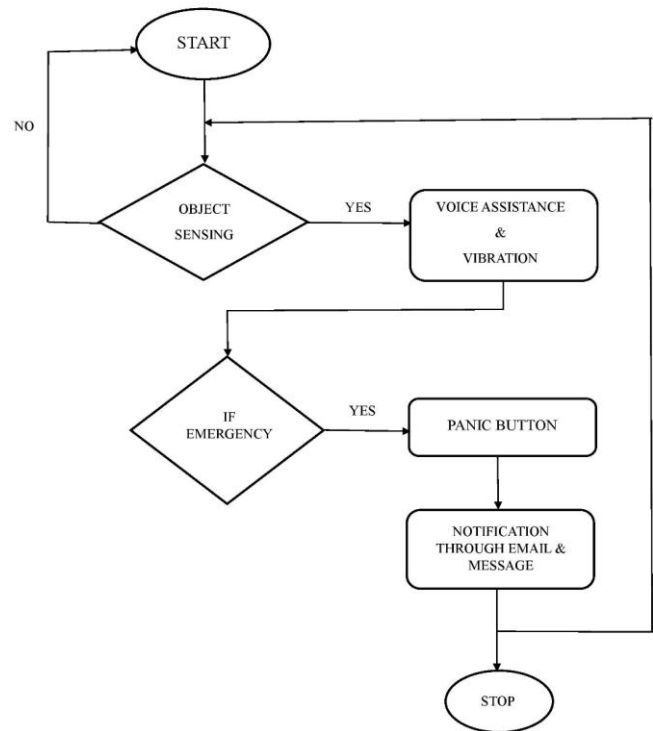 START
NO
OBJECT
SENSING
YES
VOICE ASSISTANCE
&
VIBRATION
IF
EMERGENCY
YES
PANIC BUTTON
NOTIFICATION
THROUGH EMAIL &
MESSAGE
STOP